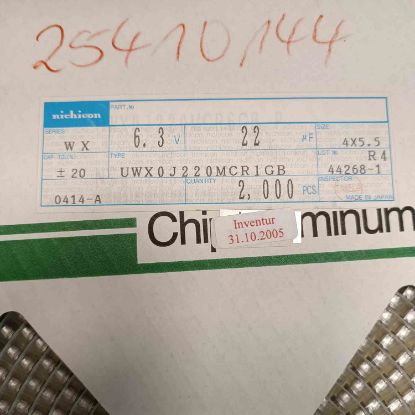 25410,144
nichicon
PART.№
SERIES
WX
6.3 V
22 μF
SIZE
4X5.5
R4
CAP TOL(%)
±20
TYPE
UWX0J220MCR1GB
LOT №
44268-1
0414-A
QUANTITY
2,000 PCS
INSPECTOR
MADE IN JAPAN
Chip
minum
Inventur
31.10.2005